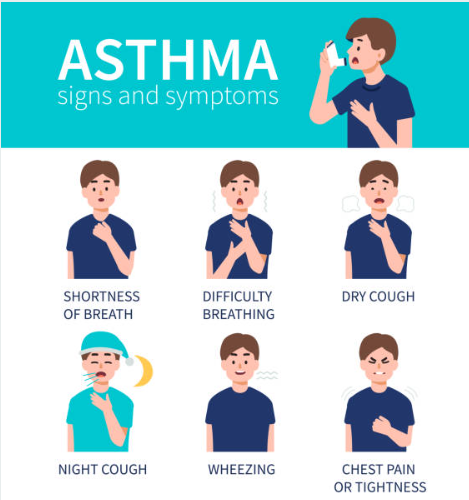 ASTHMA
signs and symptoms
SHORTNESS
OF BREATH
DIFFICULTY
BREATHING
DRY COUGH
NIGHT COUGH
WHEEZING
CHEST PAIN
OR TIGHTNESS